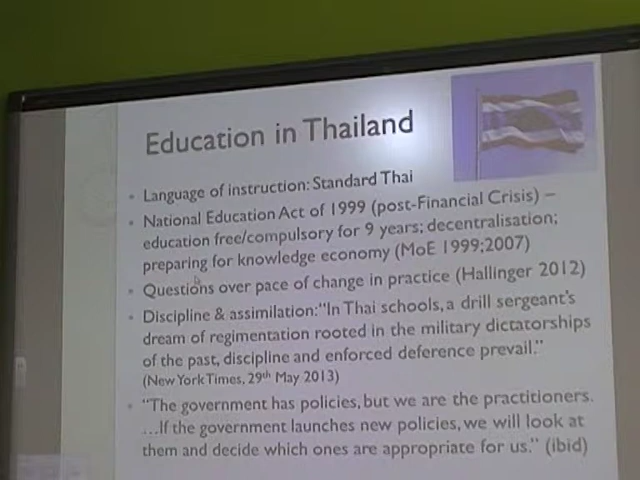 Education in Thailand
• Language of instruction: Standard Thai
• National Education Act of 1999 (post-Financial Crisis) –
education free/compulsory for 9 years; decentralisation;
preparing for knowledge economy (MoE 1999;2007)
• Questions over pace of change in practice (Hallinger 2012)
• Discipline & assimilation: "In Thai schools, a drill sergeant's
dream of regimentation rooted in the military dictatorships
of the past, discipline and enforced deference prevail."
(New York Times, 29th May 2013)
• "The government has policies, but we are the practitioners.
…If the government launches new policies, we will look at
them and decide which ones are appropriate for us." (ibid)